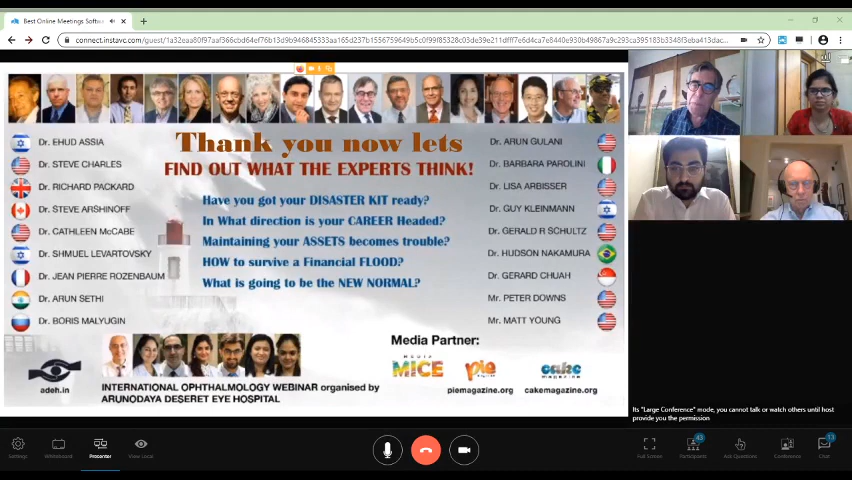 Best Online Meetings Softw
connect.instavc.com/guest/
Thank you now lets
FIND OUT WHAT THE EXPERTS THINK!
Dr. EHUD ASSIA
Dr. STEVE CHARLES
Dr. RICHARD PACKARD
Dr. STEVE ARSHINOFF
Dr. CATHLEEN McCABE
Dr. SHMUEL LEVARTOVSKY
Dr. JEAN PIERRE ROZENBAUM
Dr. ARUN SETHI
Dr. BORIS MALYUGIN
Have you got your DISASTER KIT ready?
In What direction is your CAREER Headed?
Maintaining your ASSETS becomes trouble?
HOW to survive a Financial FLOOD?
What is going to be the NEW NORMAL?
Dr. ARUN GULANI
Dr. BARBARA PAROLINI
Dr. LISA ARBISSER
Dr. GUY KLEINMANN
Dr. GERALD R SCHULTZ
Dr. HUDSON NAKAMURA
Dr. GERARD CHUAH
Mr. PETER DOWNS
Mr. MATT YOUNG
adeh.in
INTERNATIONAL OPHTHALMOLOGY WEBINAR organised by
ARUNODAYA DESERET EYE HOSPITAL
Media Partner:
MEDIA
MICE
pie
magazine
cake
magazine
piemagazine.org
cakemagazine.org
Its "Large Conference" mode, you cannot talk or watch others until host
provide you the permission
Settings
Whiteboard
Presenter
View Local
Full Screen
43
Participants
Ask Questions
Conference
13
Chat